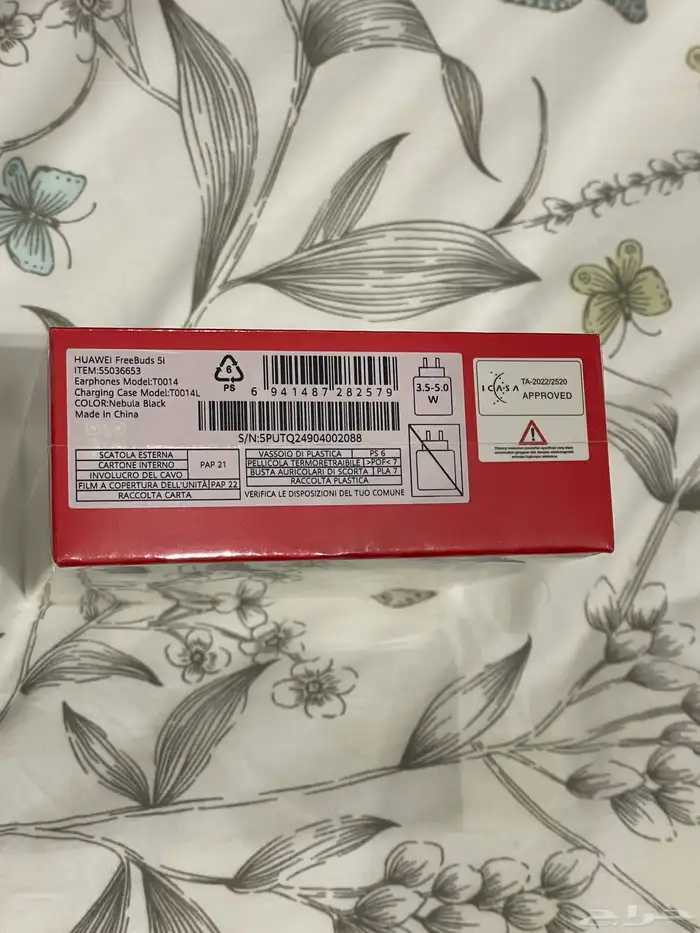 HUAWEI FreeBuds 5i
ITEM:55036653
Earphones Model:T0014
Charging Case Model:T0014L
COLOR:Nebula Black
Made in China
6
PS
6 941487 282579
S/N:5PUTQ24904002088
3.5-5.0
W
SCATOLA ESTERNA
CARTONE INTERNO
INVOLUCRO DEL CAVO
PAP 21
FILM A COPERTURA DELL'UNITÀ PAP 22
RACCOLTA CARTA
VASSOIO DI PLASTICA PS 6
PELLICOLA TERMORETRAIBILE >POF< 7
BUSTA AURICOLARI DI SCORTA PLA 7
RACCOLTA PLASTICA
VERIFICA LE DISPOSIZIONI DEL TUO COMUNE
ICASA
TA-2022/2520
APPROVED
حراج